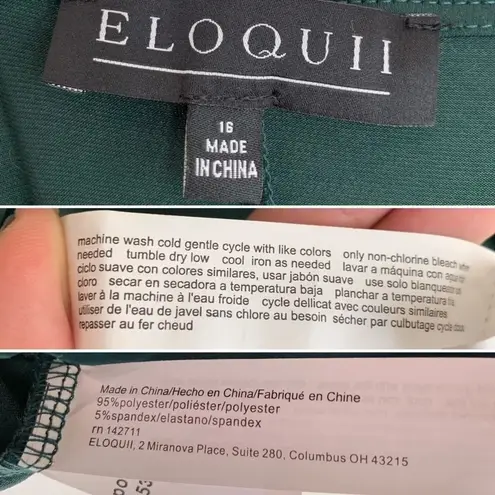 ELOQUII
16
MADE
IN CHINA
machine wash cold gentle cycle with like colors only non-chlorine bleach when
needed tumble dry low cool iron as needed lavar a máquina con agua
ciclo suave con colores similares, usar jabón suave use solo blanqueador
cloro secar en secadora a temperatura baja planchar a temperatura
laver à la machine à l'eau froide cycle dellicat avec couleurs similaires
utiliser de l'eau de javel sans chlore au besoin sécher par culbutage cycle
repasser au fer cheud
Made in China/Hecho en China/Fabriqué en Chine
95%polyester/poliéster/polyester
5%spandex/elastano/spandex
rn 142711
ELOQUII, 2 Miranova Place, Suite 280, Columbus OH 43215